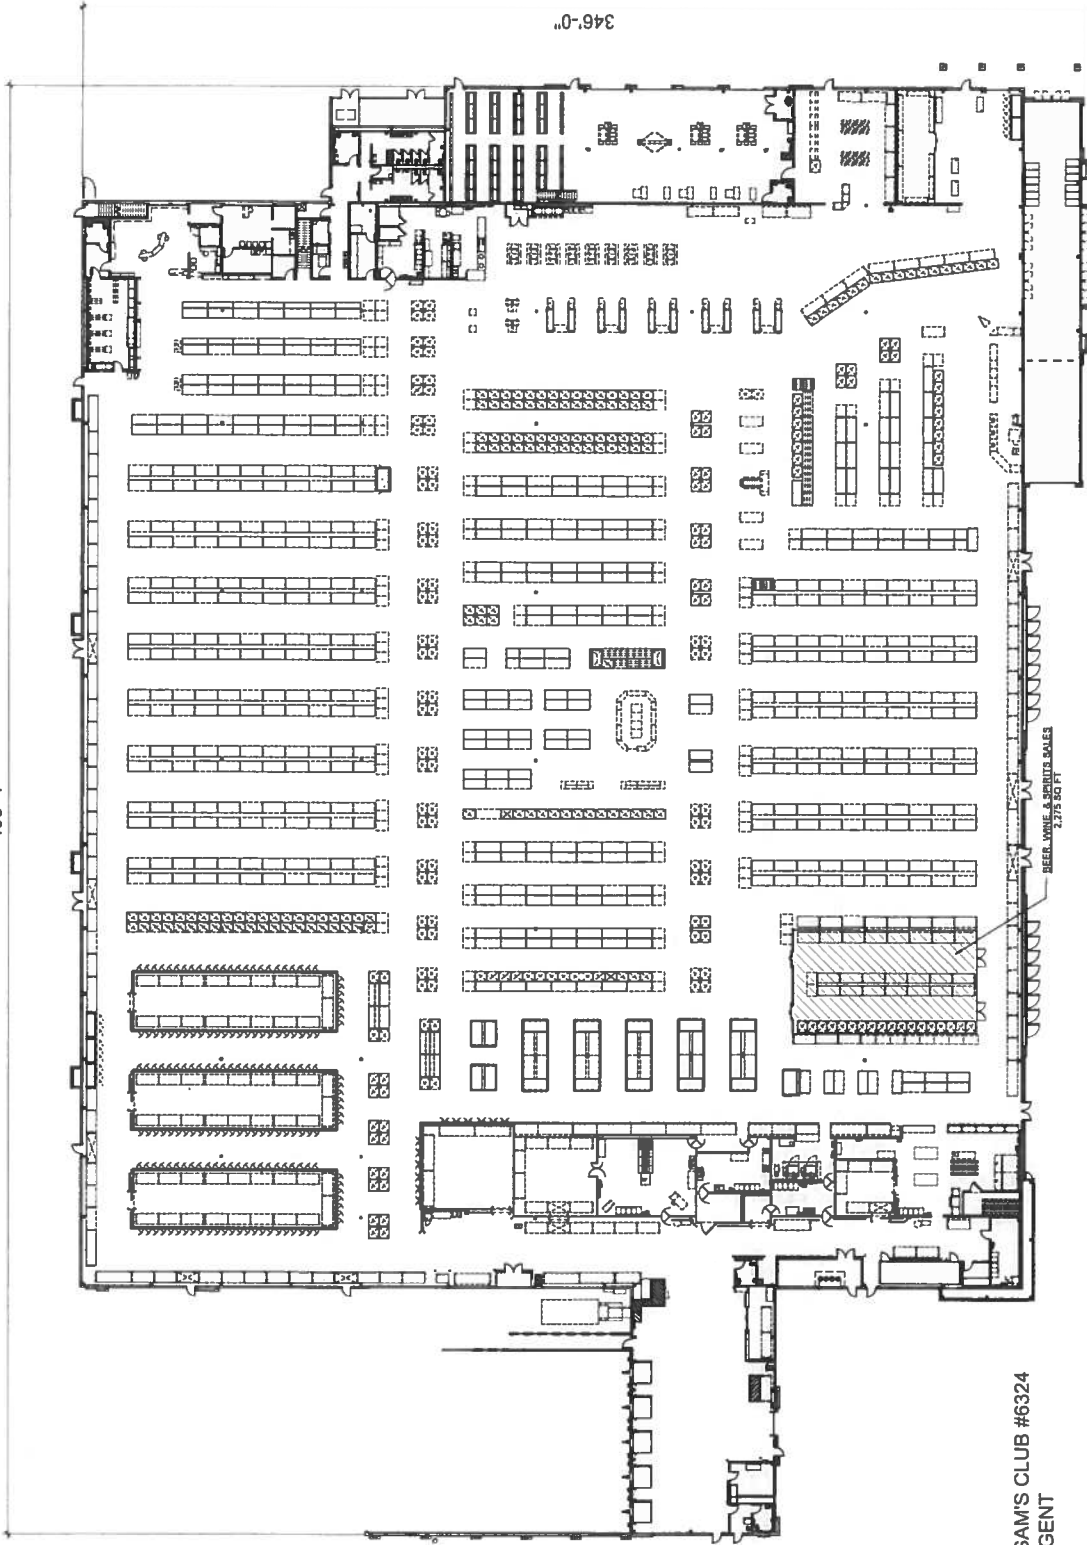 346'-0"
BEER, WINE & SPIRITS SALES
2,275 SQ FT
SAM'S CLUB #6324
GENT